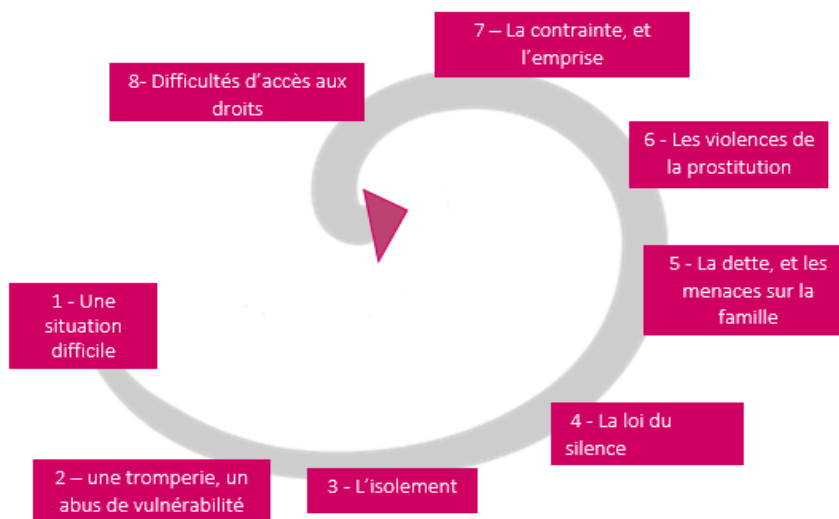 1 - Une
situation
difficile
2 – une tromperie, un
abus de vulnérabilité
3 - L'isolement
4 - La loi du
silence
5 - La dette, et les
menaces sur la
famille
6 - Les violences de
la prostitution
7 – La contrainte, et
l'emprise
8- Difficultés d'accès aux
droits